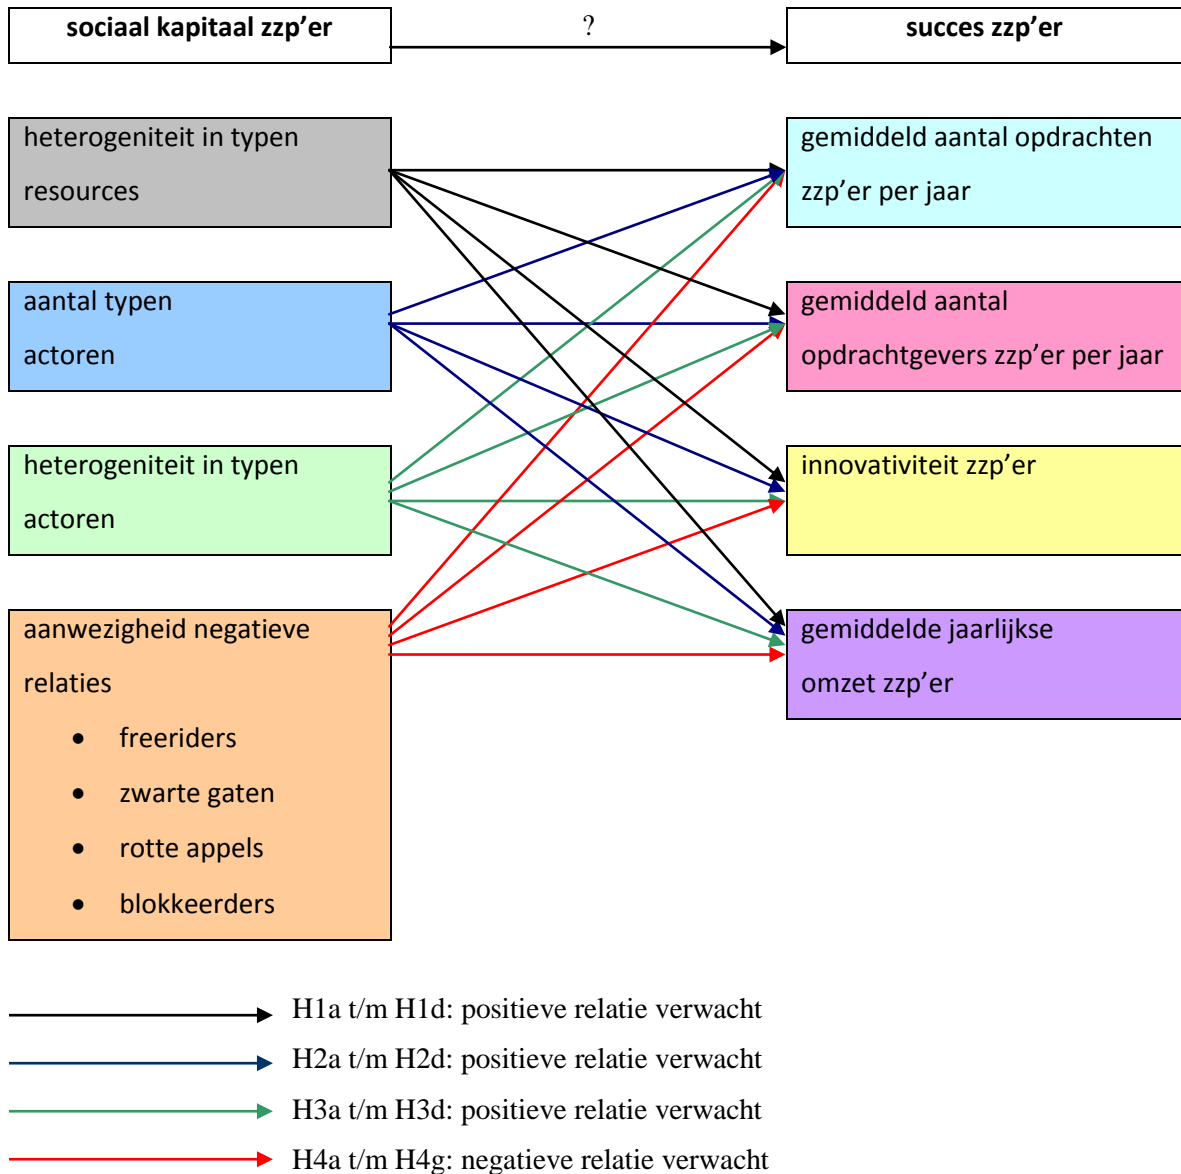 sociaal kapitaal zzp’er
?
succes zzp’er
heterogeniteit in typen
resources
gemiddeld aantal opdrachten
zzp’er per jaar
aantal typen
actoren
gemiddeld aantal
opdrachtgevers zzp’er per jaar
heterogeniteit in typen
actoren
innovativiteit zzp’er
aanwezigheid negatieve
relaties
• freeriders
• zwarte gaten
• rotte appels
• blokkeerders
gemiddelde jaarlijkse
omzet zzp’er
H1a t/m H1d: positieve relatie verwacht
H2a t/m H2d: positieve relatie verwacht
H3a t/m H3d: positieve relatie verwacht
H4a t/m H4g: negatieve relatie verwacht